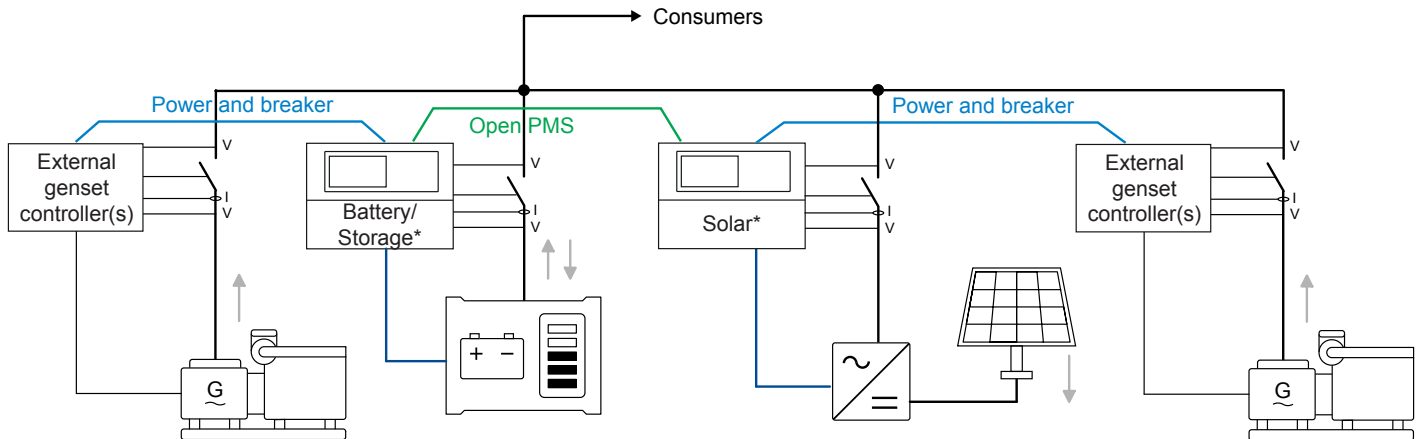 Consumers
Power and breaker
Open PMS
Power and breaker
External
genset
controller(s)
V
I
V
Battery/
Storage*
V
I
V
Solar*
V
I
V
External
genset
controller(s)
V
I
V
G
+ −
G